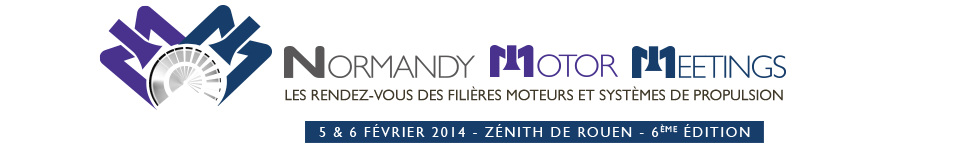 NORMANDY MOTOR MEETINGS
LES RENDEZ-VOUS DES FILIÈRES MOTEURS ET SYSTÈMES DE PROPULSION
5 & 6 FÉVRIER 2014 - ZÉNITH DE ROUEN - 6ÈME ÉDITION